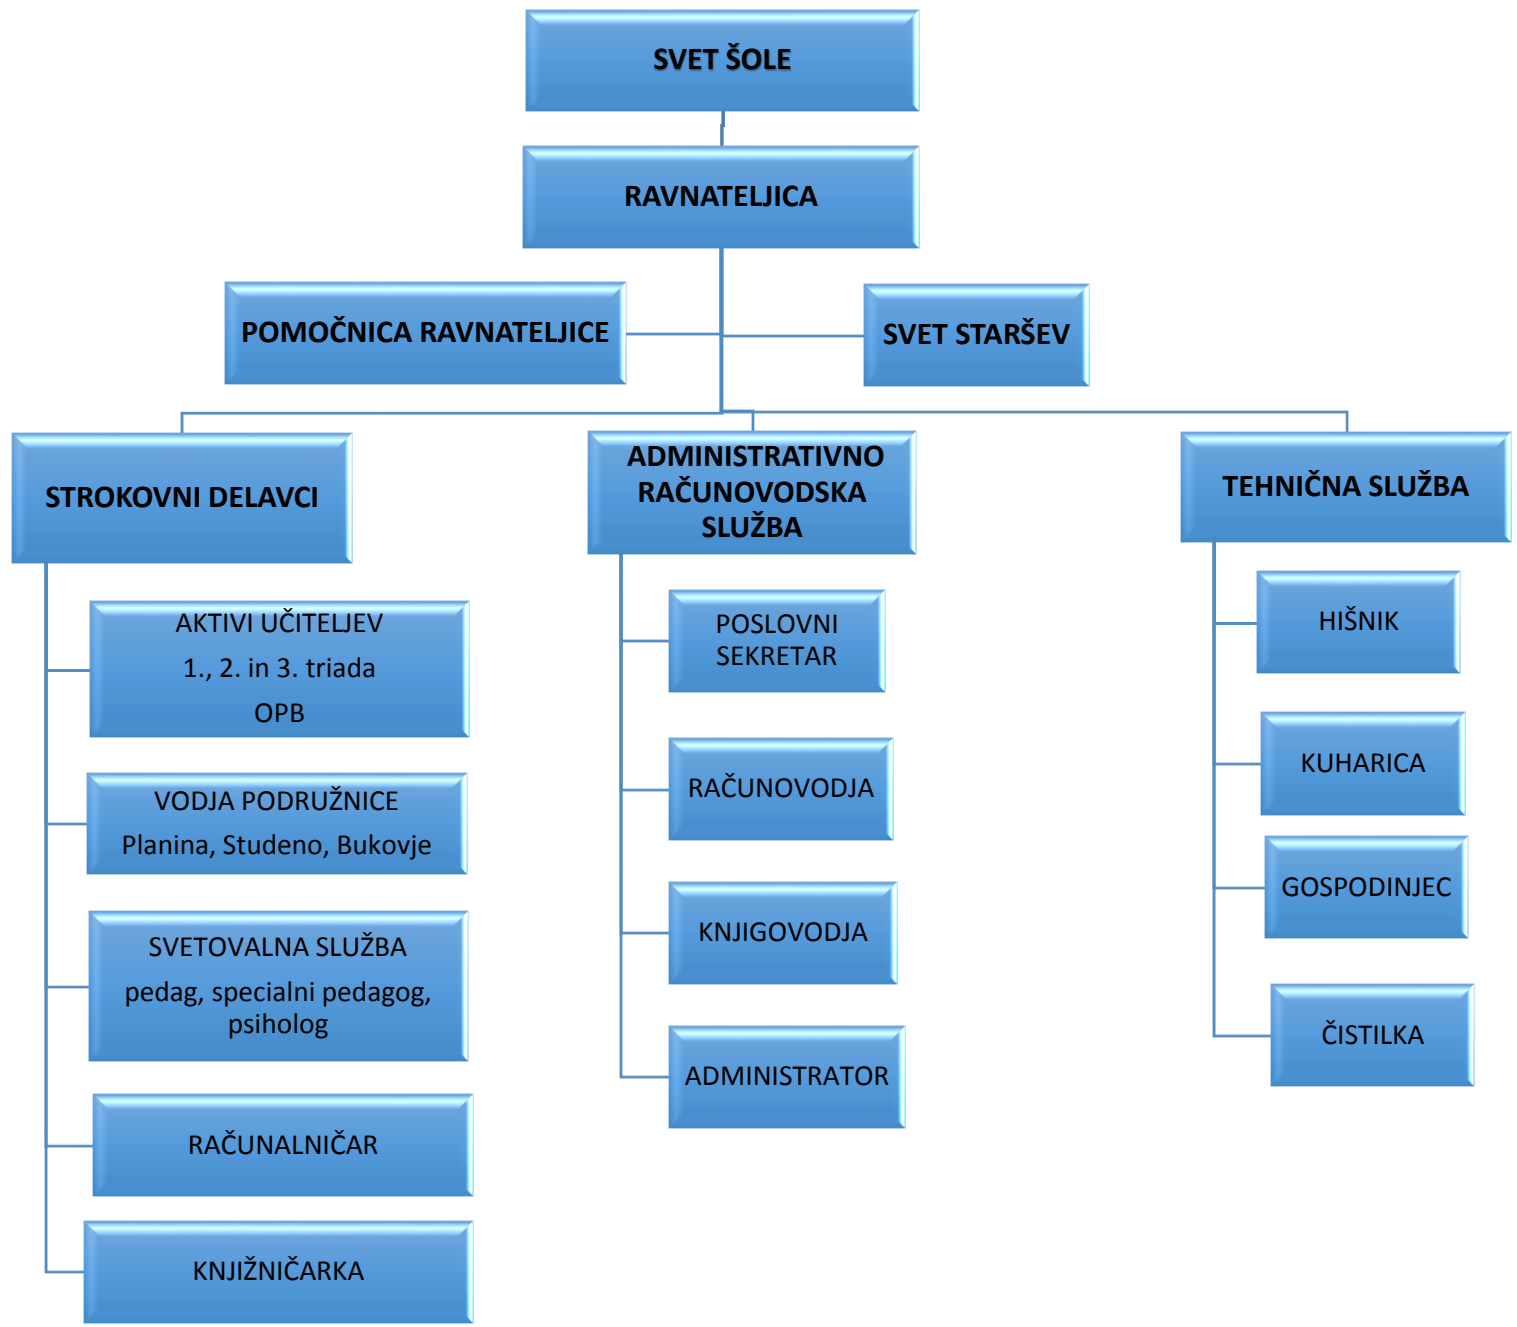 SVET ŠOLE
RAVNATELJICA
POMOČNICA RAVNATELJICE
SVET STARŠEV
STROKOVNI DELAVCI
AKTIVI UČITELJEV
1., 2. in 3. triada
OPB
VODJA PODRUŽNICE
Planina, Studeno, Bukovje
SVETOVALNA SLUŽBA
pedag, specialni pedagog,
psiholog
RAČUNALNIČAR
KNJIŽNIČARKA
ADMINISTRATIVNO
RAČUNOVODSKA
SLUŽBA
POSLOVNI
SEKRETAR
RAČUNOVODJA
KNJIGOVODJA
ADMINISTRATOR
TEHNIČNA SLUŽBA
HIŠNIK
KUHARICA
GOSPODINJEC
ČISTILKA